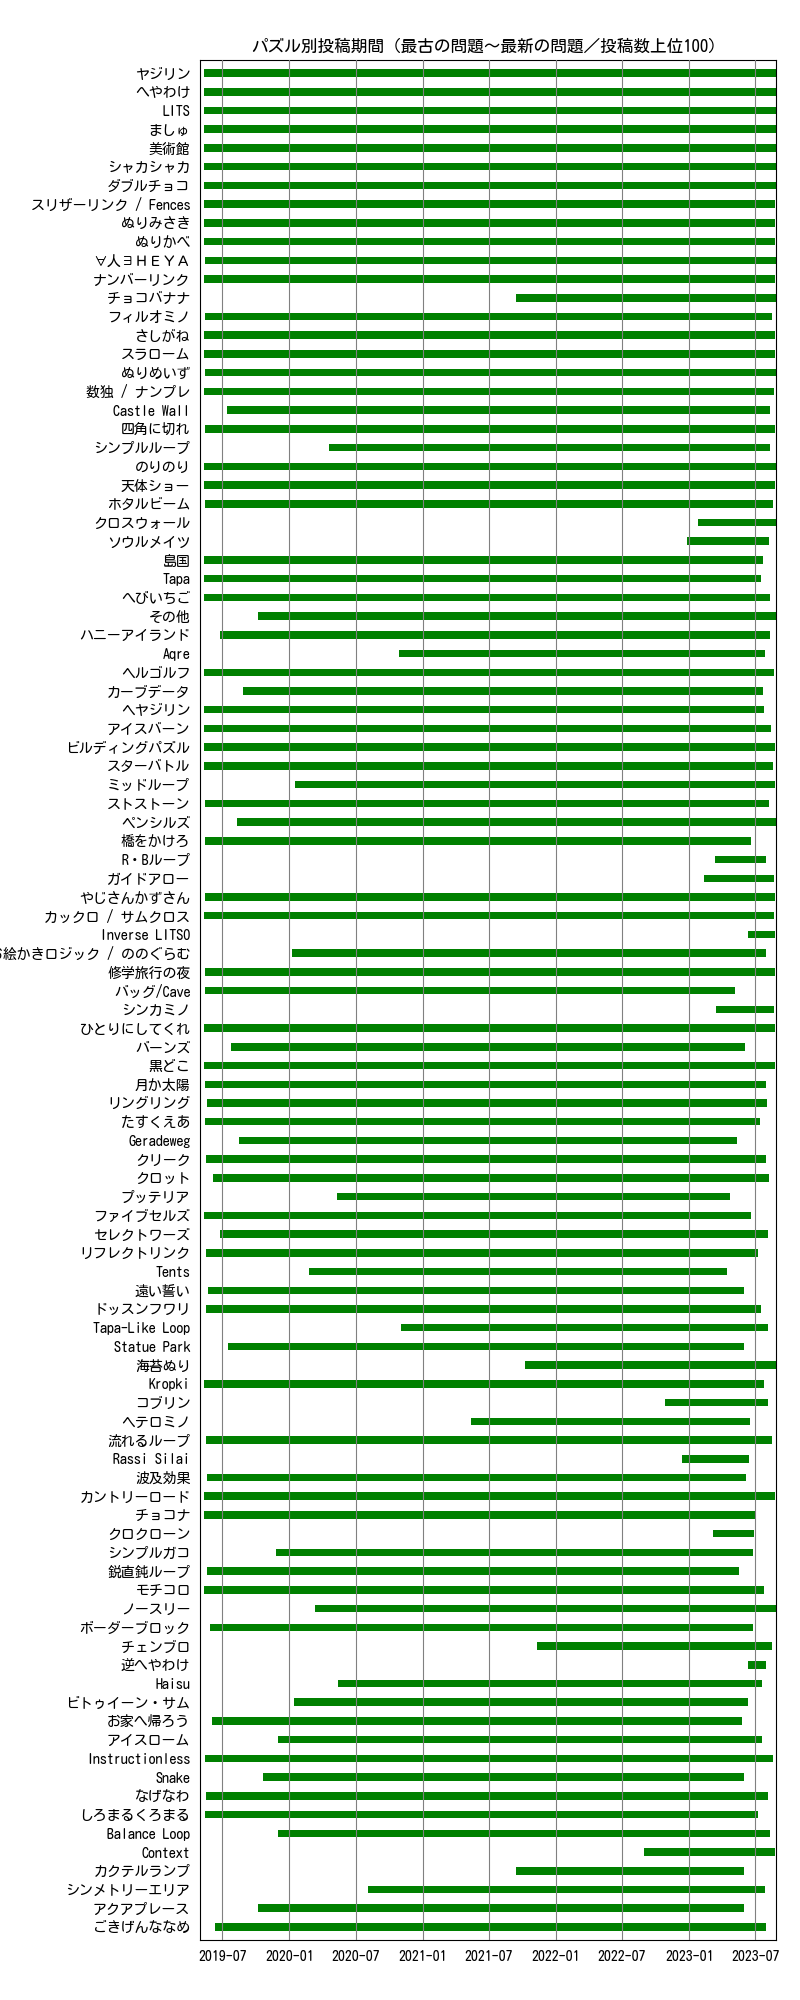 パズル別投稿期間（最古の問題～最新の問題／投稿数上位100）
ヤジリン
へやわけ
LITS
ましゅ
美術館
シャカシャカ
ダブルチョコ
スリザーリンク / Fences
ぬりみさき
ぬりかべ
∀人∃ＨＥＹＡ
ナンバーリンク
チョコバナナ
フィルオミノ
さしがね
スラローム
ぬりめいず
数独 / ナンプレ
Castle Wall
四角に切れ
シンプルループ
のりのり
天体ショー
ホタルビーム
クロスウォール
ソウルメイツ
島国
Tapa
へびいちご
その他
ハニーアイランド
Aqre
ヘルゴルフ
カーブデータ
ヘヤジリン
アイスバーン
ビルディングパズル
スターバトル
ミッドループ
ストストーン
ペンシルズ
橋をかけろ
R・Bループ
ガイドアロー
やじさんかずさん
カックロ / サムクロス
Inverse LITSO
絵かきロジック / ののぐらむ
修学旅行の夜
バッグ/Cave
シンカミノ
ひとりにしてくれ
バーンズ
黒どこ
月か太陽
リングリング
たすくえあ
Geradeweg
クリーク
クロット
プッテリア
ファイブセルズ
セレクトワーズ
リフレクトリンク
Tents
遠い誓い
ドッスンフワリ
Tapa-Like Loop
Statue Park
海苔ぬり
Kropki
コブリン
ヘテロミノ
流れるループ
Rassi Silai
波及効果
カントリーロード
チョコナ
クロクローン
シンプルガコ
鋭直鈍ループ
モチコロ
ノースリー
ボーダーブロック
チェンブロ
逆へやわけ
Haisu
ビトゥイーン・サム
お家へ帰ろう
アイスローム
Instructionless
Snake
なげなわ
しろまるくろまる
Balance Loop
Context
カクテルランプ
シンメトリーエリア
アクアプレース
ごきげんななめ
2019-07 2020-01 2020-07 2021-01 2021-07 2022-01 2022-07 2023-01 2023-07